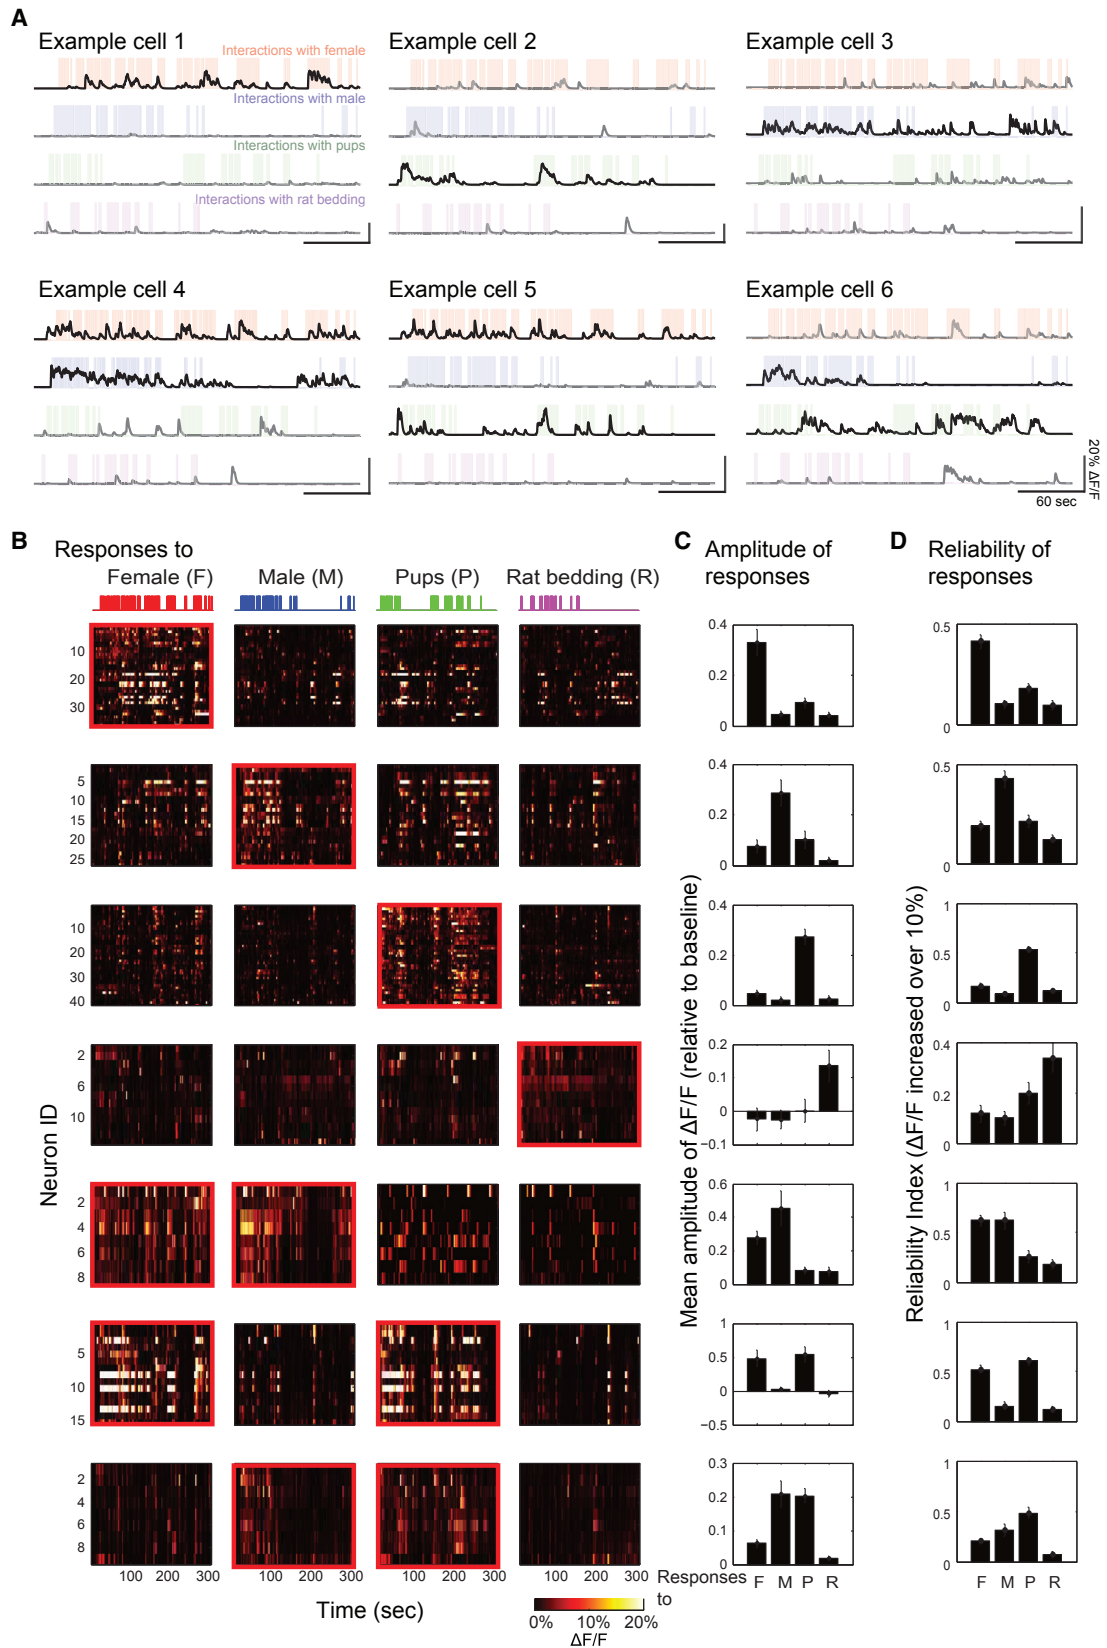 A
Example cell 1
Example cell 2
Example cell 3
Interactions with female
Interactions with male
Interactions with pups
Interactions with rat bedding
Example cell 4
Example cell 5
Example cell 6
20% ΔF/F
60 sec
B
Responses to
Female (F)
Male (M)
Pups (P)
Rat bedding (R)
C
Amplitude of
responses
D
Reliability of
responses
Neuron ID
10
20
30
5
10
15
20
25
10
20
30
40
2
6
10
2
4
6
8
5
10
15
2
4
6
8
100 200 300
100 200 300
100 200 300
100 200 300
Time (sec)
0% 10% 20%
ΔF/F
Mean amplitude of ΔF/F (relative to baseline)
0.4
0.2
0
0.4
0.2
0
0.4
0.2
0
0.2
0.1
0
−0.1
0.6
0.4
0.2
0
1
0.5
0
−0.5
0.3
0.2
0.1
0
Responses
to
F M P R
Reliability Index (ΔF/F increased over 10%)
0.5
0
0.5
0
1
0
0.4
0.2
0
1
0.5
0
1
0.5
0
1
0.5
0
F M P R